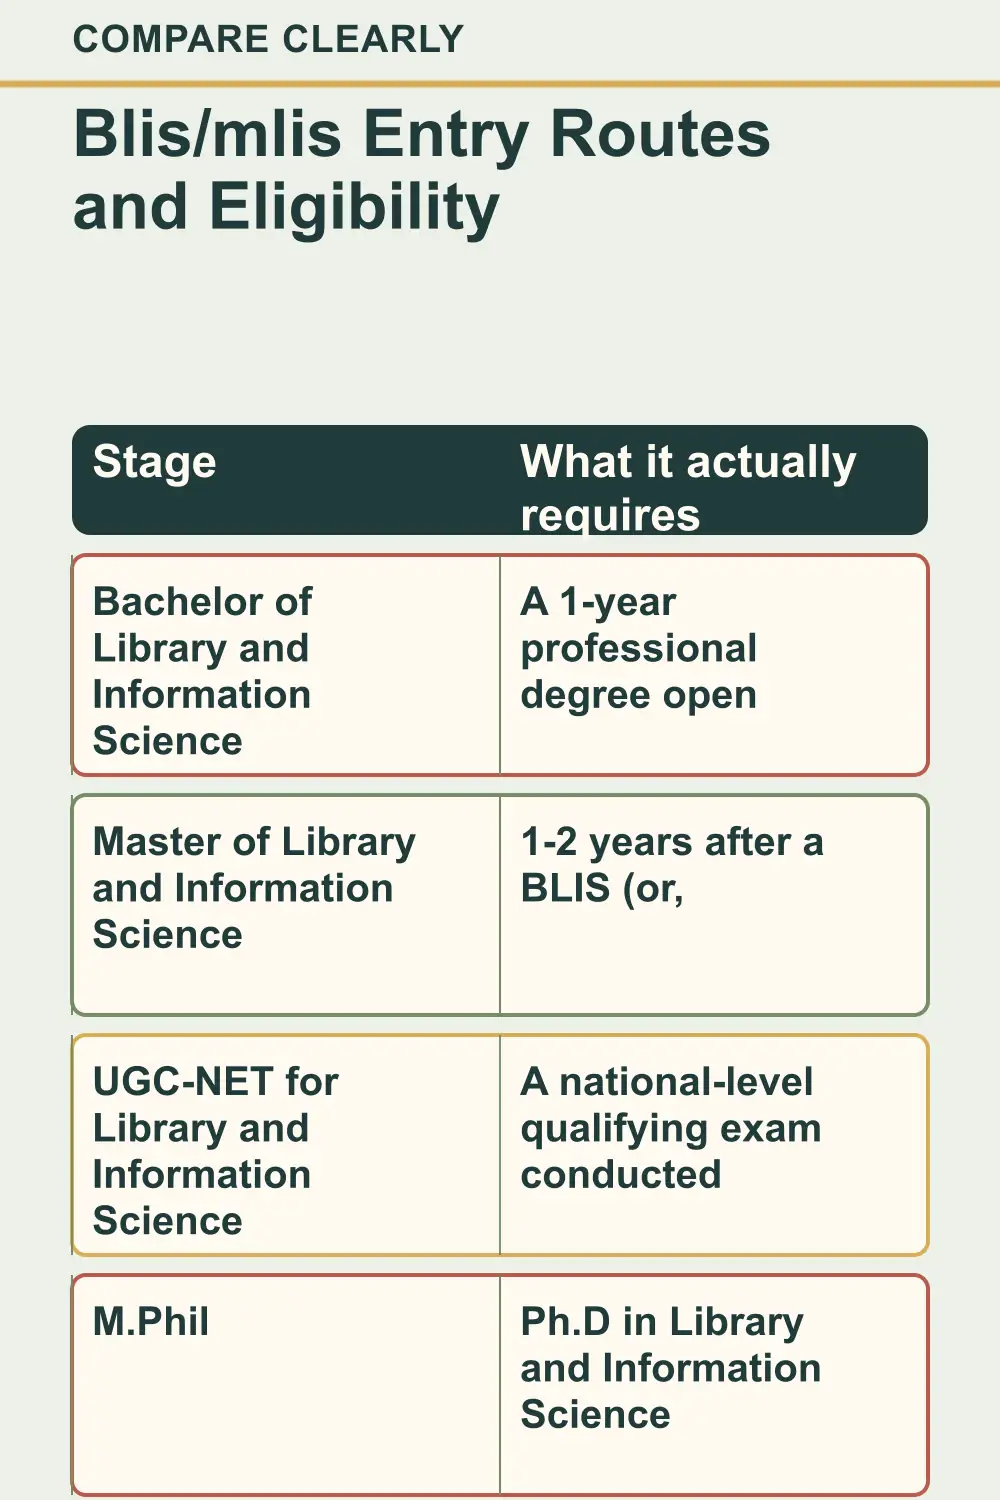 COMPARE CLEARLY
Blis/mlis Entry Routes
and Eligibility
Stage
What it actually
requires
Bachelor of
Library and
Information
Science
A 1-year
professional
degree open
Master of Library
and Information
Science
1-2 years after a
BLIS (or,
UGC-NET for
Library and
Information
Science
A national-level
qualifying exam
conducted
M.Phil
Ph.D in Library
and Information
Science